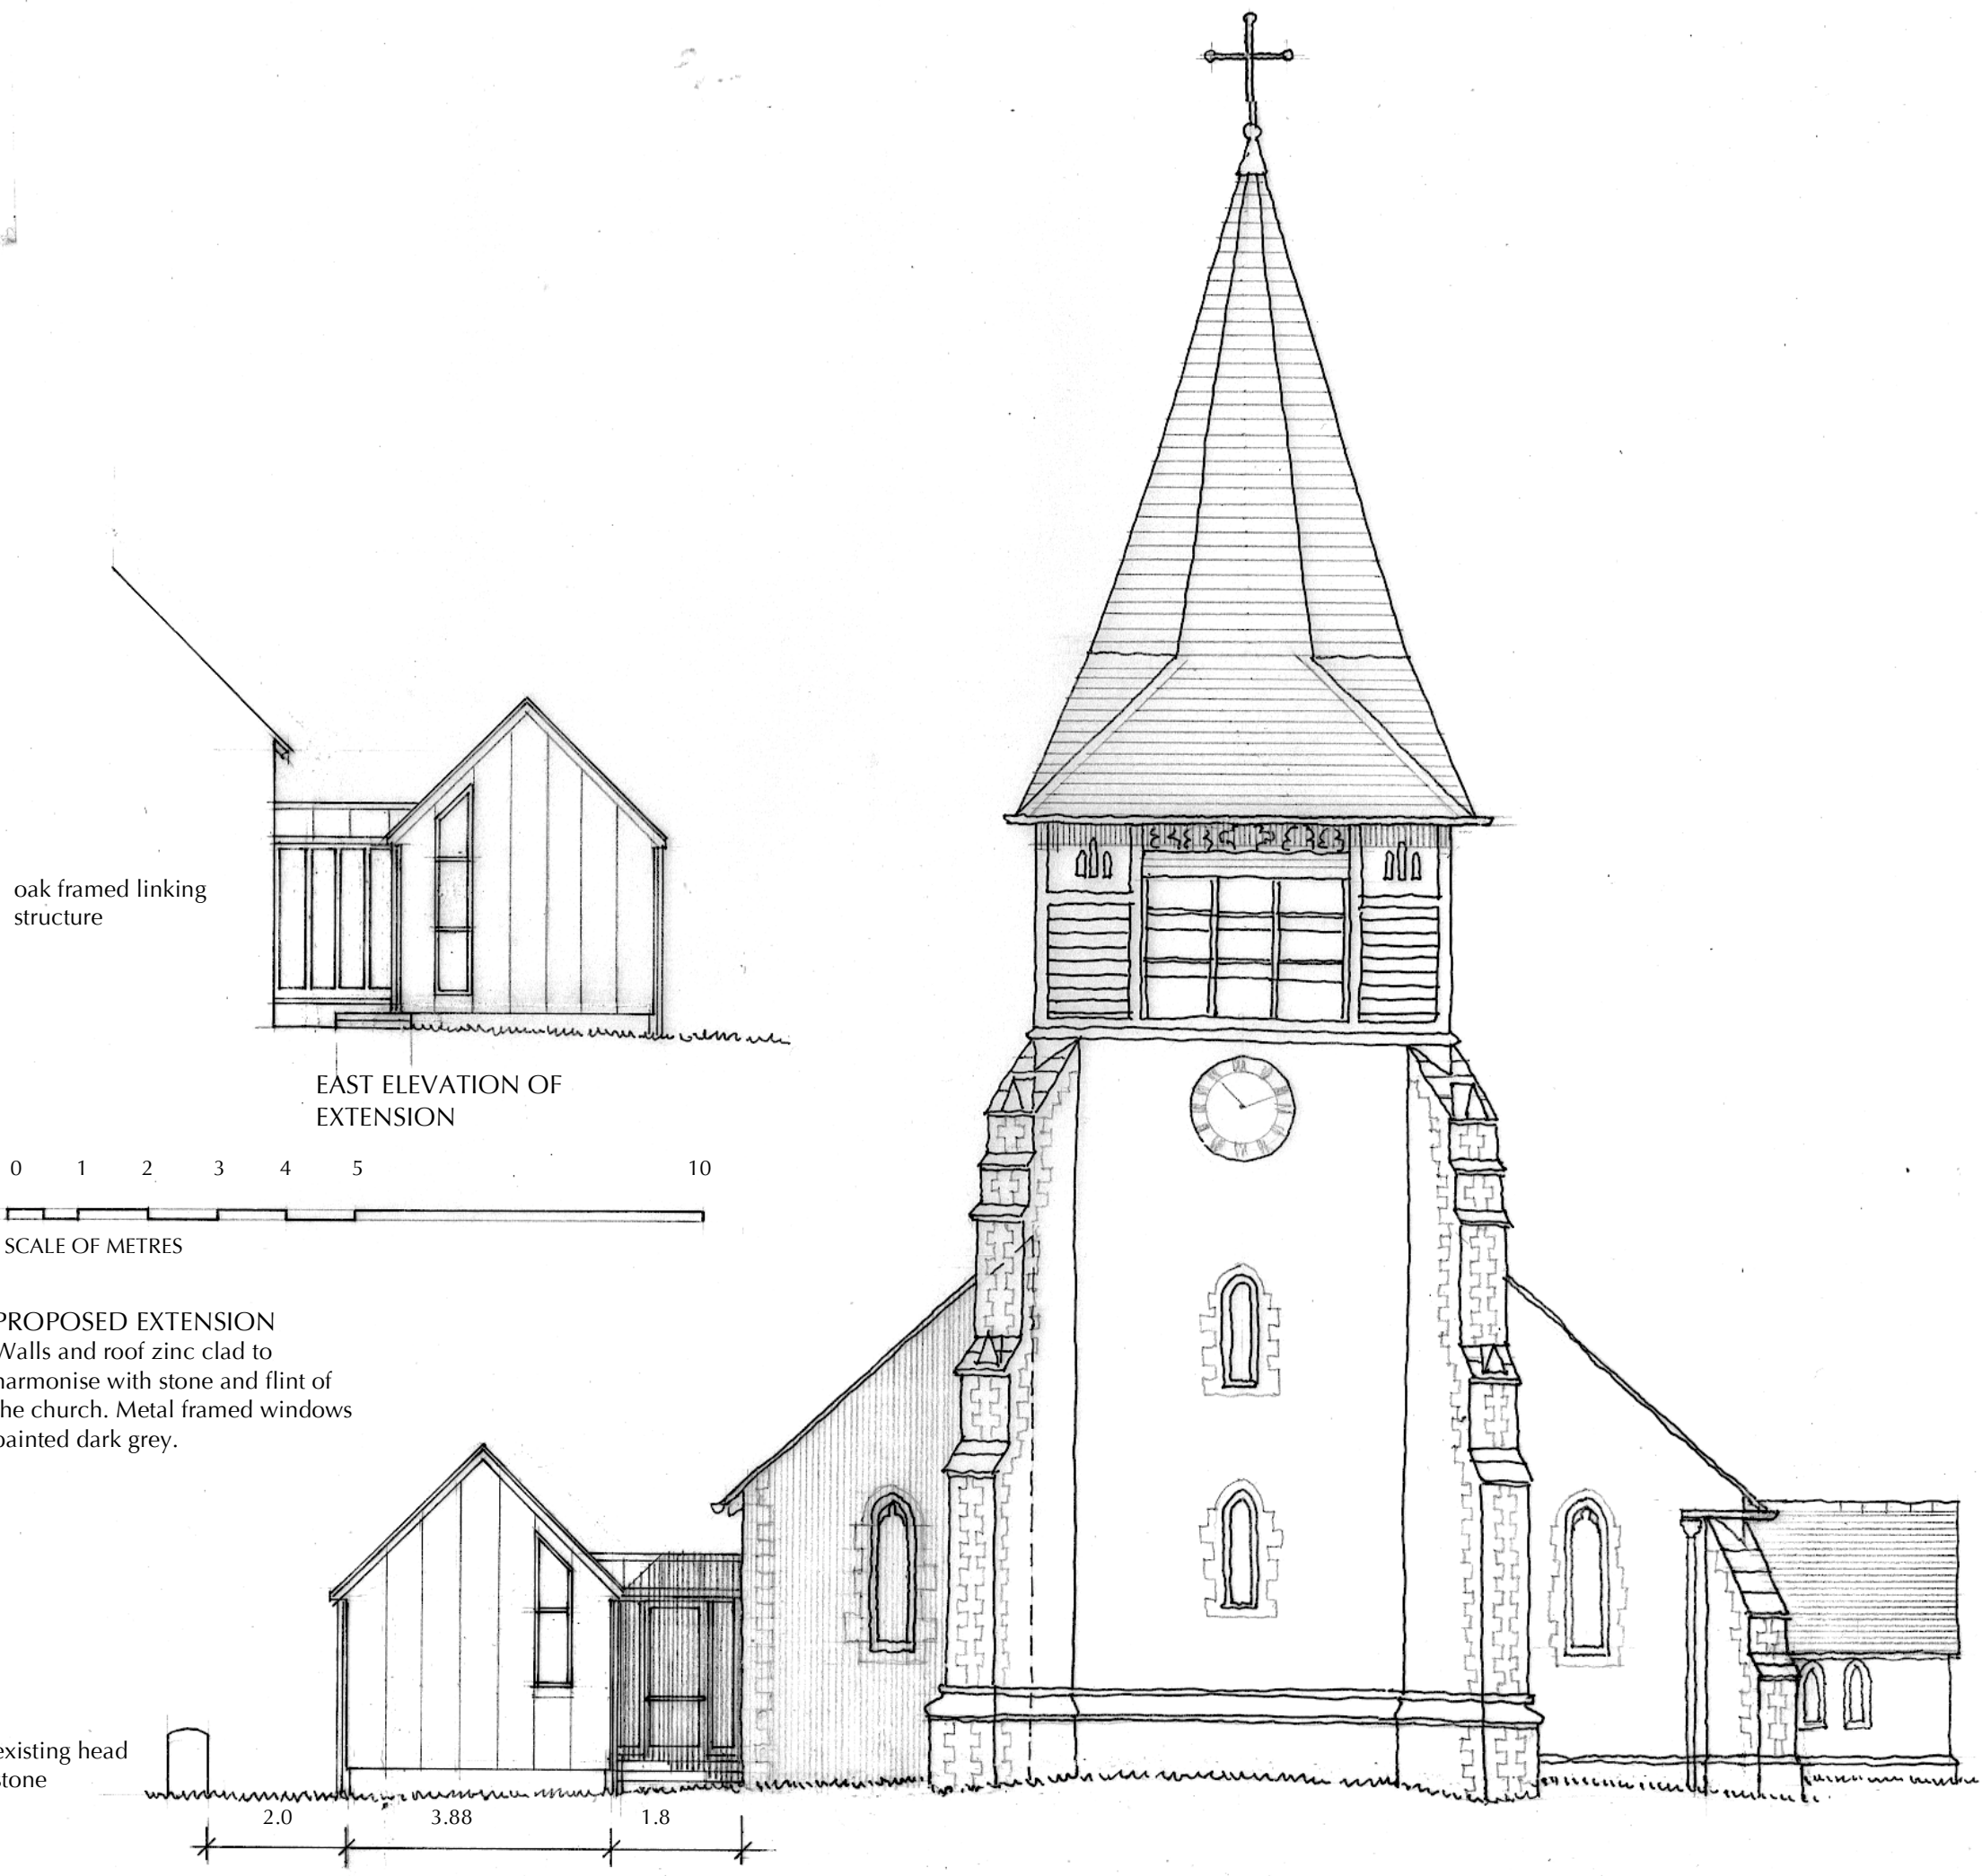 oak framed linking
structure
EAST ELEVATION OF
EXTENSION
0 1 2 3 4 5 10
SCALE OF METRES
PROPOSED EXTENSION
Walls and roof zinc clad to
harmonise with stone and flint of
the church. Metal framed windows
painted dark grey.
existing head
stone
2.0 3.88 1.8